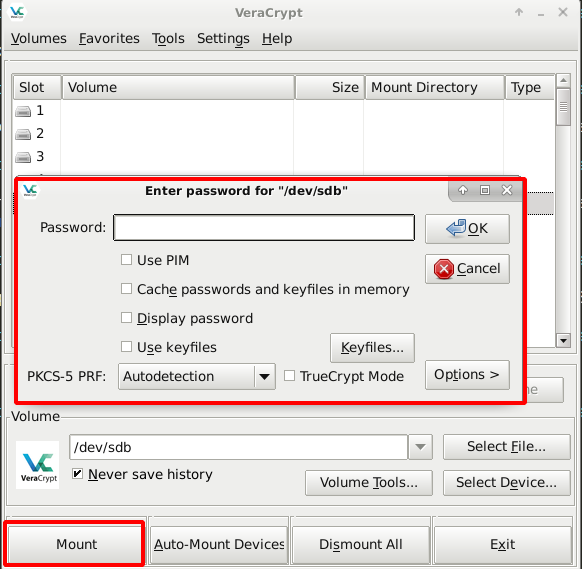 VeraCrypt
Volumes Favorites Tools Settings Help
Slot Volume Size Mount Directory Type
1
2
3
Enter password for "/dev/sdb"
Password: OK
Use PIM Cancel
Cache passwords and keyfiles in memory
Display password
Use keyfiles Keyfiles...
PKCS-5 PRF: Autodetection TrueCrypt Mode Options >
Volume
/dev/sdb Select File...
VeraCrypt Never save history
Volume Tools... Select Device...
Mount Auto-Mount Devices Dismount All Exit